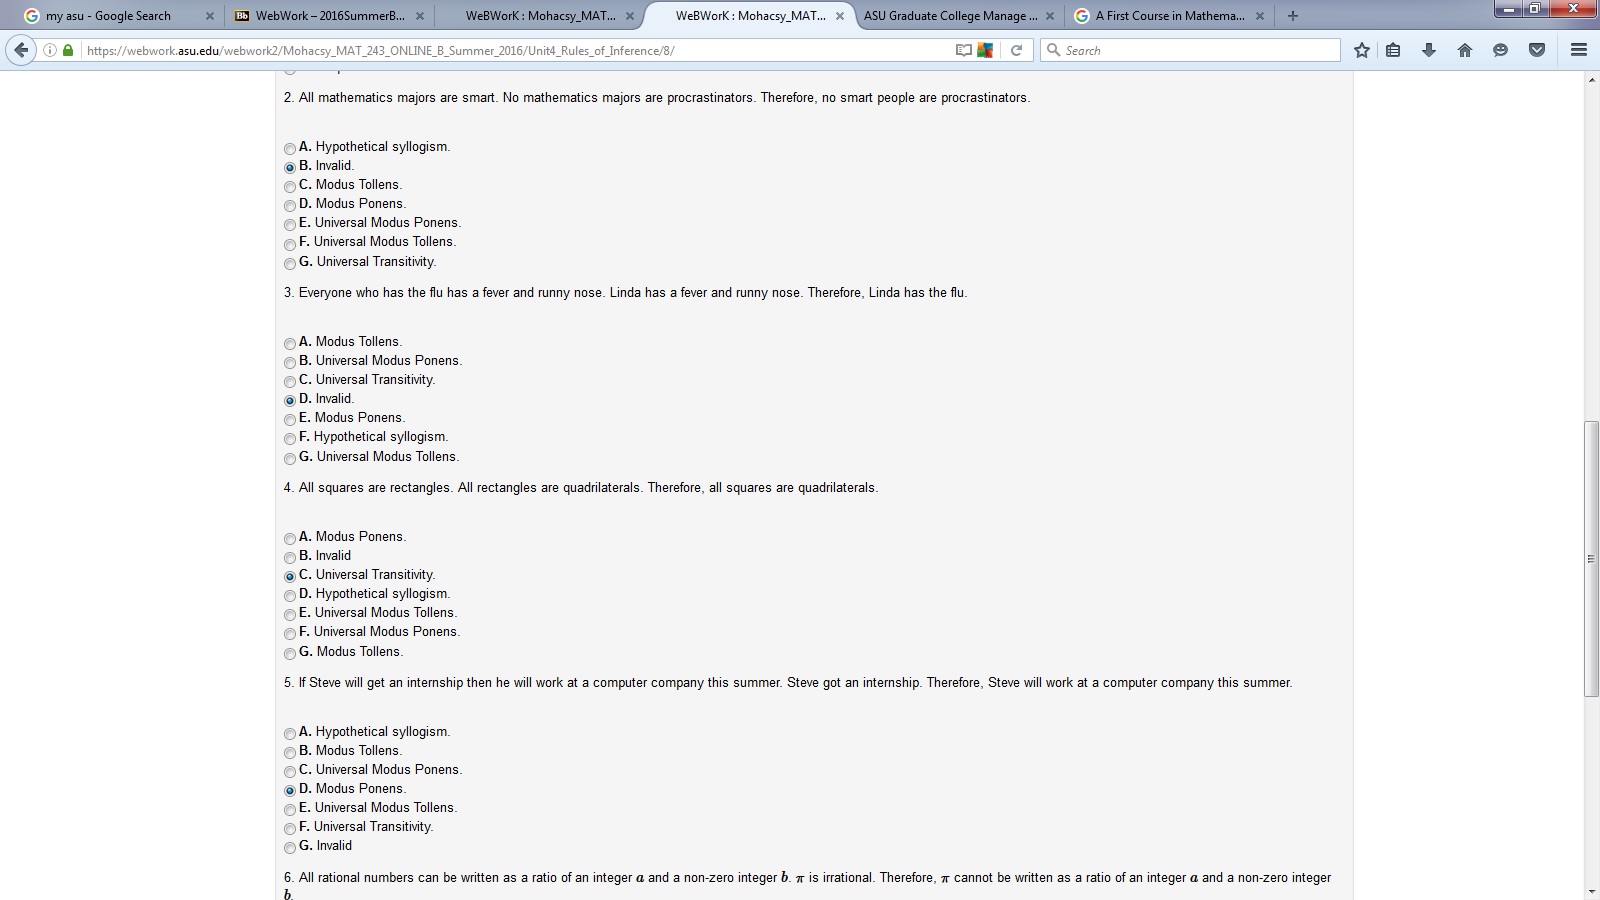 my asu - Google Search
WebWork – 2016SummerB...
WeBWorK : Mohacsy_MAT...
WeBWorK : Mohacsy_MAT...
ASU Graduate College Manage ...
A First Course in Mathema...
https://webwork.asu.edu/webwork2/Mohacsy_MAT_243_ONLINE_B_Summer_2016/Unit4_Rules_of_Inference/8/
Search
2. All mathematics majors are smart. No mathematics majors are procrastinators. Therefore, no smart people are procrastinators.
A. Hypothetical syllogism.
B. Invalid.
C. Modus Tollens.
D. Modus Ponens.
E. Universal Modus Ponens.
F. Universal Modus Tollens.
G. Universal Transitivity.
3. Everyone who has the flu has a fever and runny nose. Linda has a fever and runny nose. Therefore, Linda has the flu.
A. Modus Tollens.
B. Universal Modus Ponens.
C. Universal Transitivity.
D. Invalid.
E. Modus Ponens.
F. Hypothetical syllogism.
G. Universal Modus Tollens.
4. All squares are rectangles. All rectangles are quadrilaterals. Therefore, all squares are quadrilaterals.
A. Modus Ponens.
B. Invalid
C. Universal Transitivity.
D. Hypothetical syllogism.
E. Universal Modus Tollens.
F. Universal Modus Ponens.
G. Modus Tollens.
5. If Steve will get an internship then he will work at a computer company this summer. Steve got an internship. Therefore, Steve will work at a computer company this summer.
A. Hypothetical syllogism.
B. Modus Tollens.
C. Universal Modus Ponens.
D. Modus Ponens.
E. Universal Modus Tollens.
F. Universal Transitivity.
G. Invalid
6. All rational numbers can be written as a ratio of an integer a and a non-zero integer b. π is irrational. Therefore, π cannot be written as a ratio of an integer a and a non-zero integer
b.